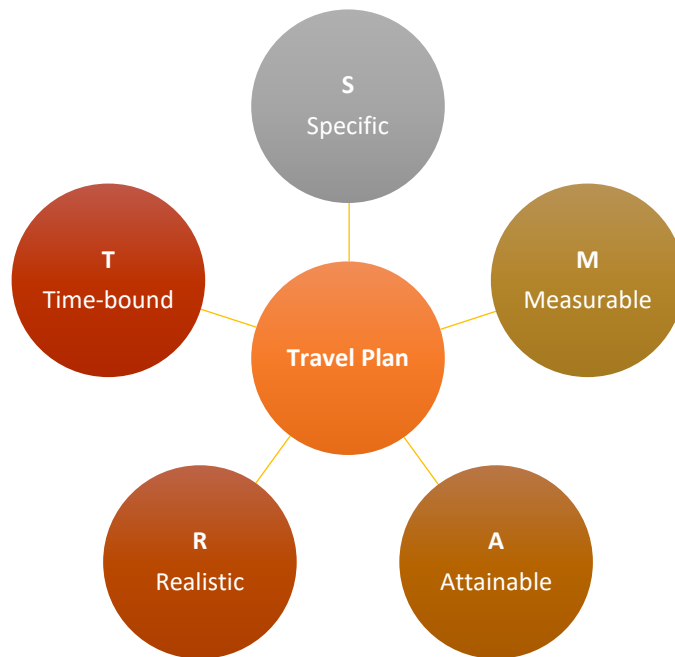 S
Specific
M
Measurable
A
Attainable
R
Realistic
T
Time-bound
Travel Plan